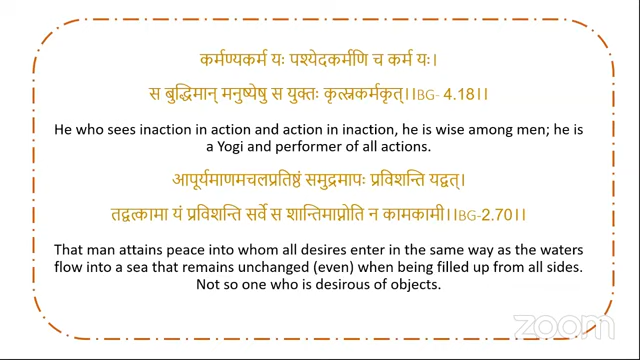 कर्मण्यकर्म यः पश्येदकर्मणि च कर्म यः।
स बुद्धिमान् मनुष्येषु स युक्तः कृत्स्नकर्मकृत्।।BG- 4.18।।
He who sees inaction in action and action in inaction, he is wise among men; he is
a Yogi and performer of all actions.
आपूर्यमाणमचलप्रतिष्ठं समुद्रमापः प्रविशन्ति यद्वत्।
तद्वत्कामा यं प्रविशन्ति सर्वे स शान्तिमाप्नोति न कामकामी।।BG-2.70।।
That man attains peace into whom all desires enter in the same way as the waters
flow into a sea that remains unchanged (even) when being filled up from all sides.
Not so one who is desirous of objects.
zoom